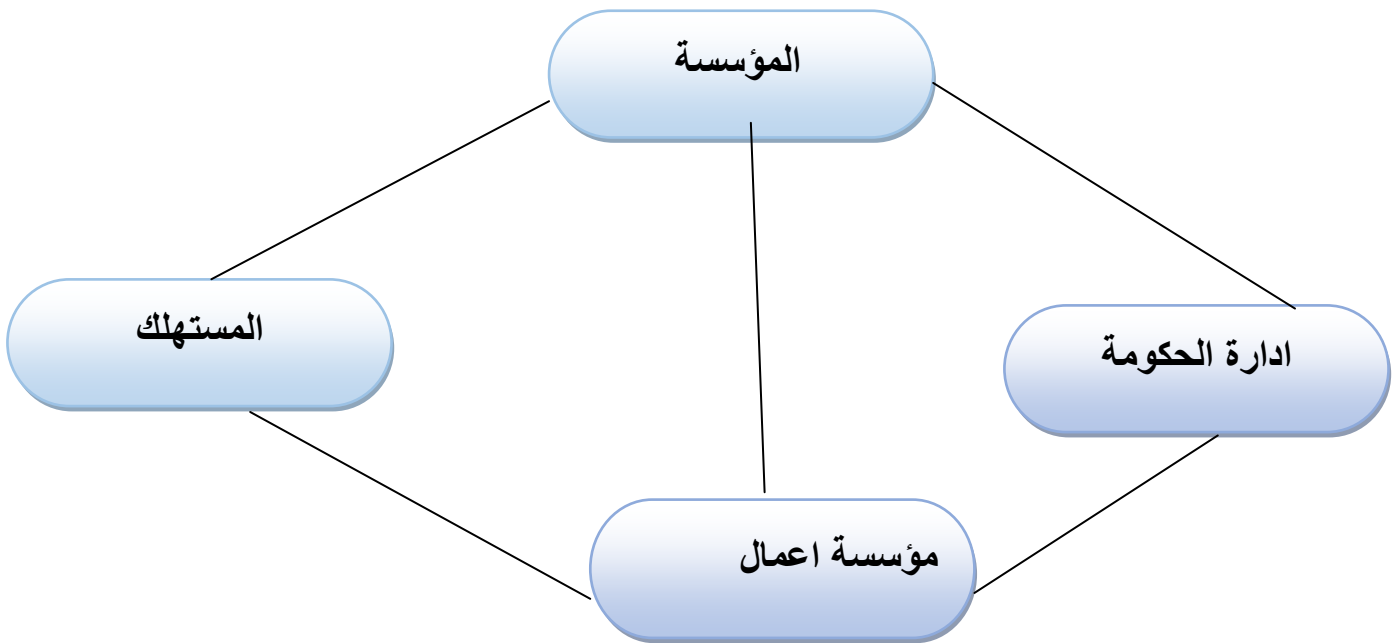 المؤسسة
المستهلك
ادارة الحكومة
مؤسسة اعمال